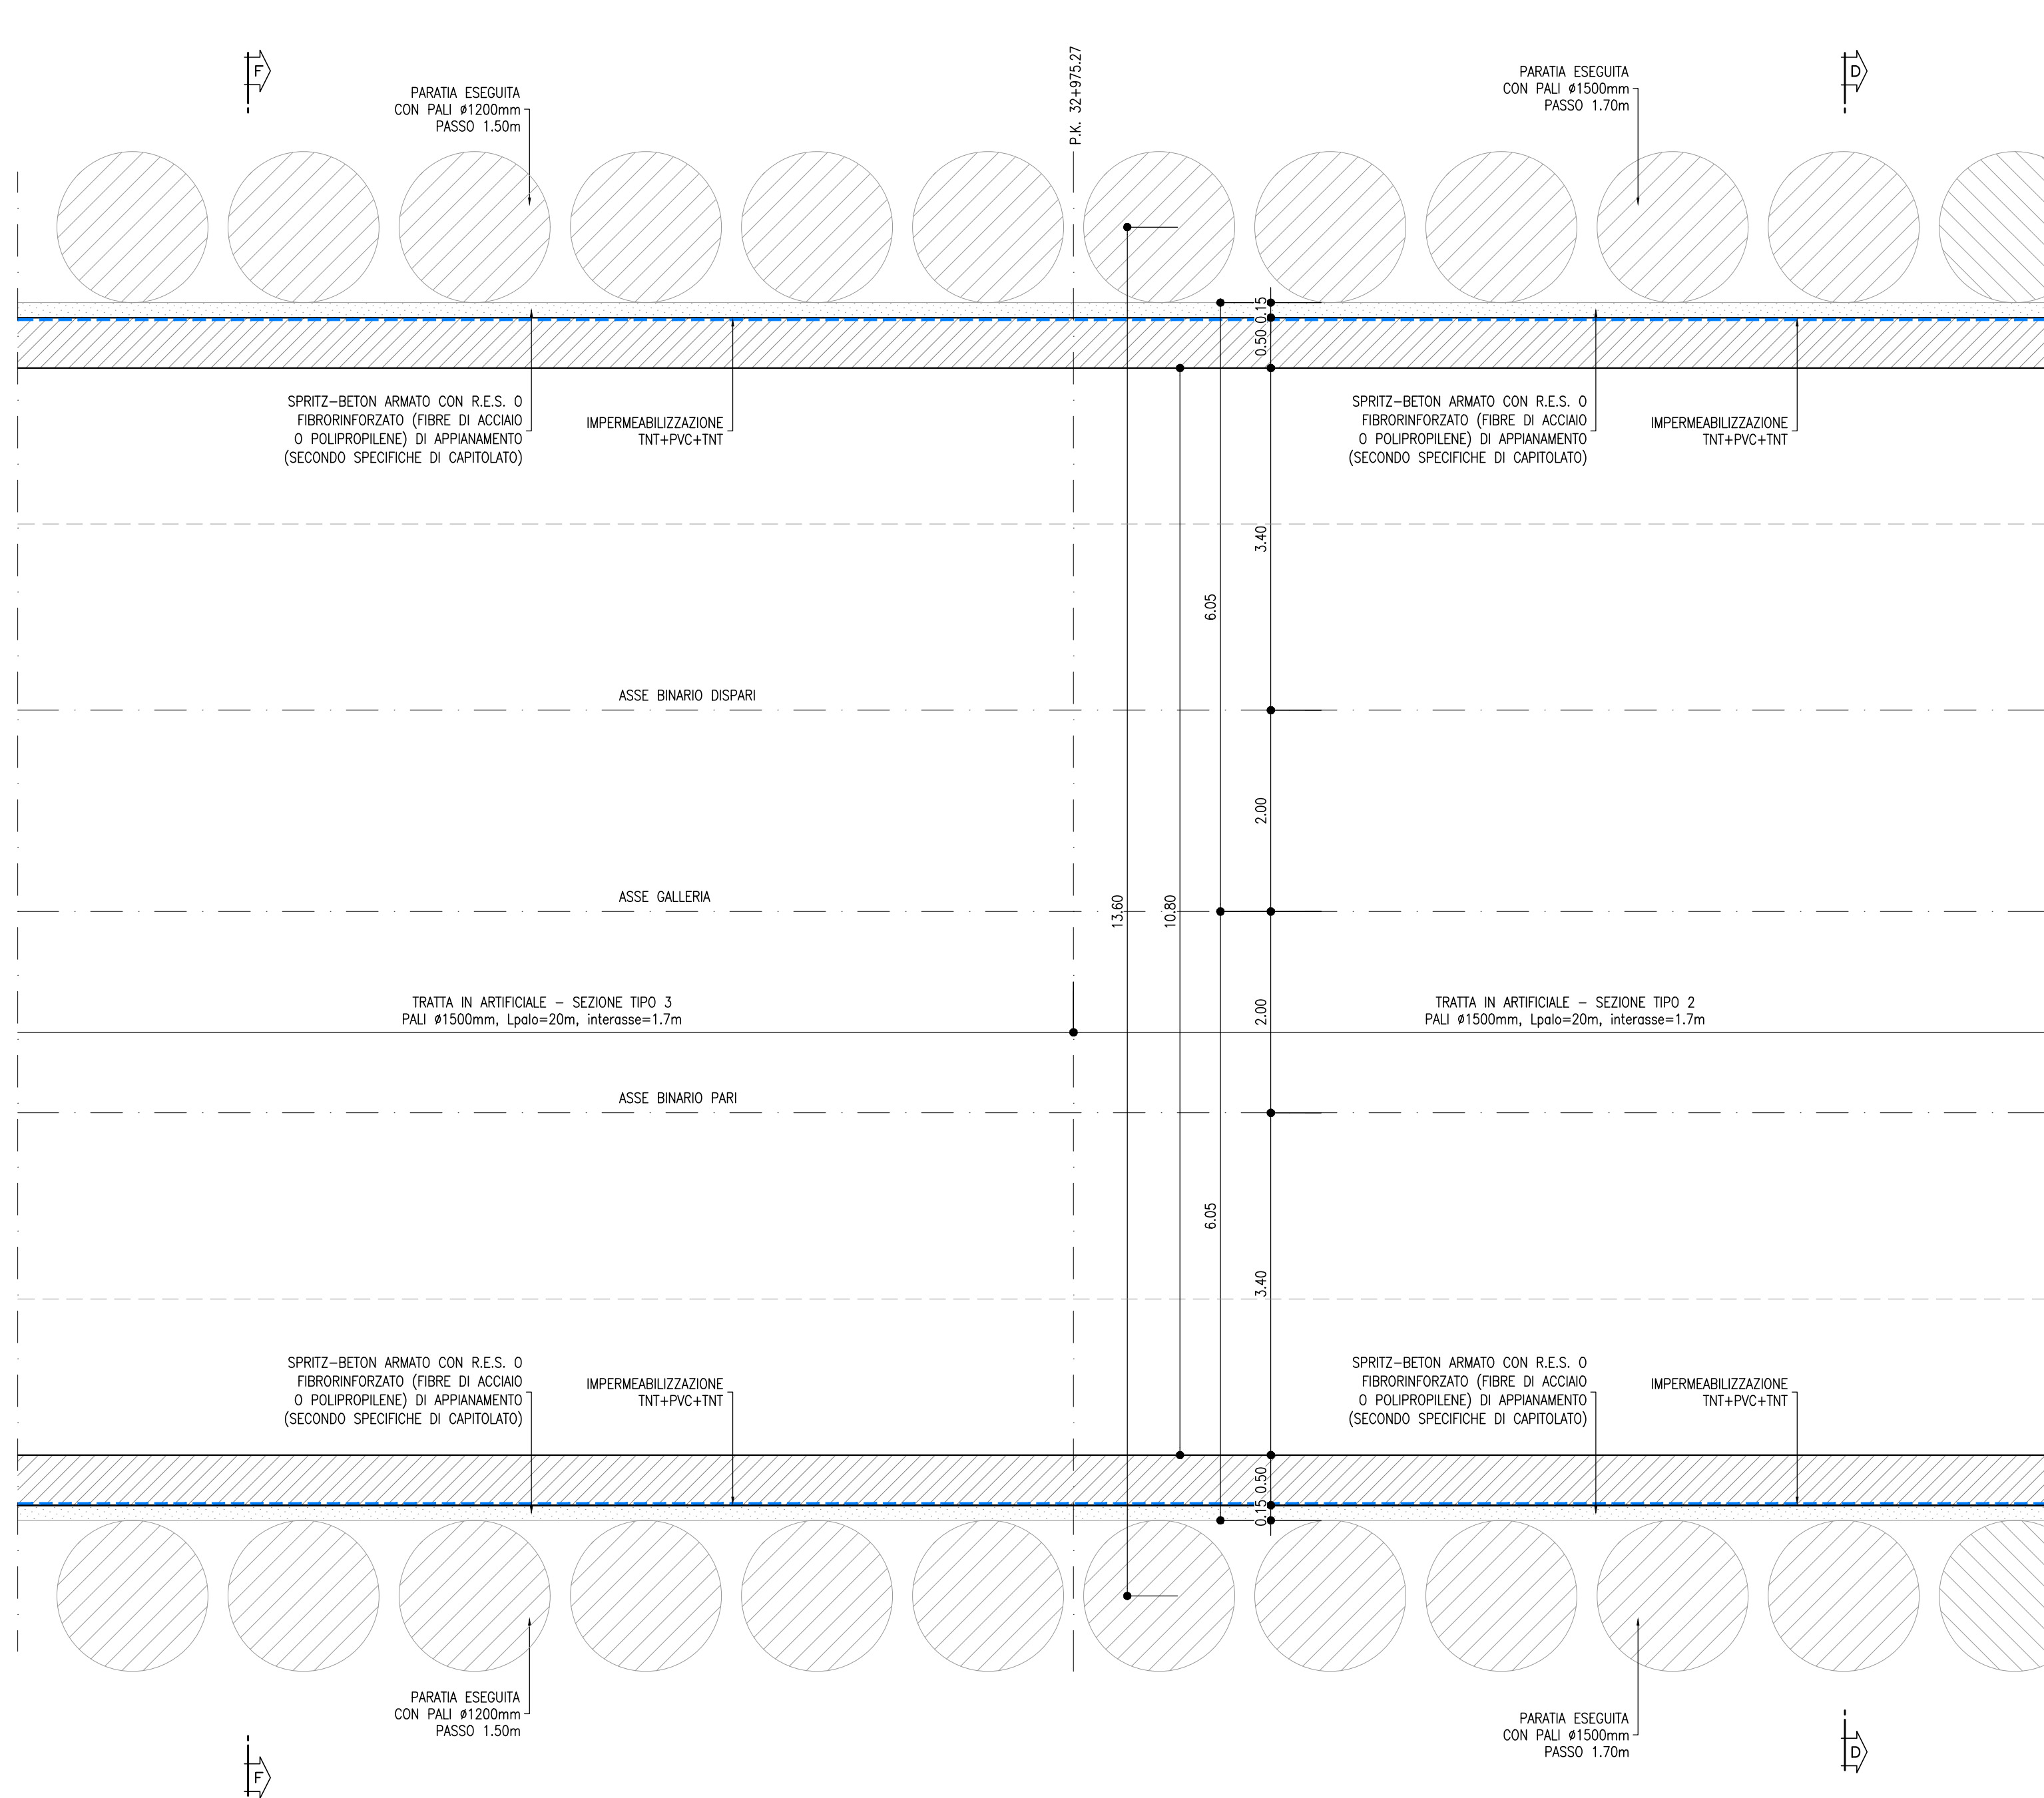 F
D
P.K. 32+975.27
PARATIA ESEGUITA
CON PALI ø1200mm
PASSO 1.50m
PARATIA ESEGUITA
CON PALI ø1500mm
PASSO 1.70m
0.15
0.50
SPRITZ-BETON ARMATO CON R.E.S. O
FIBRORINFORZATO (FIBRE DI ACCIAIO
O POLIPROPILENE) DI APPIANAMENTO
(SECONDO SPECIFICHE DI CAPITOLATO)
IMPERMEABILIZZAZIONE
TNT+PVC+TNT
SPRITZ-BETON ARMATO CON R.E.S. O
FIBRORINFORZATO (FIBRE DI ACCIAIO
O POLIPROPILENE) DI APPIANAMENTO
(SECONDO SPECIFICHE DI CAPITOLATO)
IMPERMEABILIZZAZIONE
TNT+PVC+TNT
3.40
6.05
ASSE BINARIO DISPARI
2.00
ASSE GALLERIA
13.60
10.80
TRATTA IN ARTIFICIALE - SEZIONE TIPO 3
PALI ø1500mm, Lpalo=20m, interasse=1.7m
2.00
TRATTA IN ARTIFICIALE - SEZIONE TIPO 2
PALI ø1500mm, Lpalo=20m, interasse=1.7m
ASSE BINARIO PARI
6.05
3.40
SPRITZ-BETON ARMATO CON R.E.S. O
FIBRORINFORZATO (FIBRE DI ACCIAIO
O POLIPROPILENE) DI APPIANAMENTO
(SECONDO SPECIFICHE DI CAPITOLATO)
IMPERMEABILIZZAZIONE
TNT+PVC+TNT
SPRITZ-BETON ARMATO CON R.E.S. O
FIBRORINFORZATO (FIBRE DI ACCIAIO
O POLIPROPILENE) DI APPIANAMENTO
(SECONDO SPECIFICHE DI CAPITOLATO)
IMPERMEABILIZZAZIONE
TNT+PVC+TNT
0.50
0.15
PARATIA ESEGUITA
CON PALI ø1200mm
PASSO 1.50m
PARATIA ESEGUITA
CON PALI ø1500mm
PASSO 1.70m
F
D